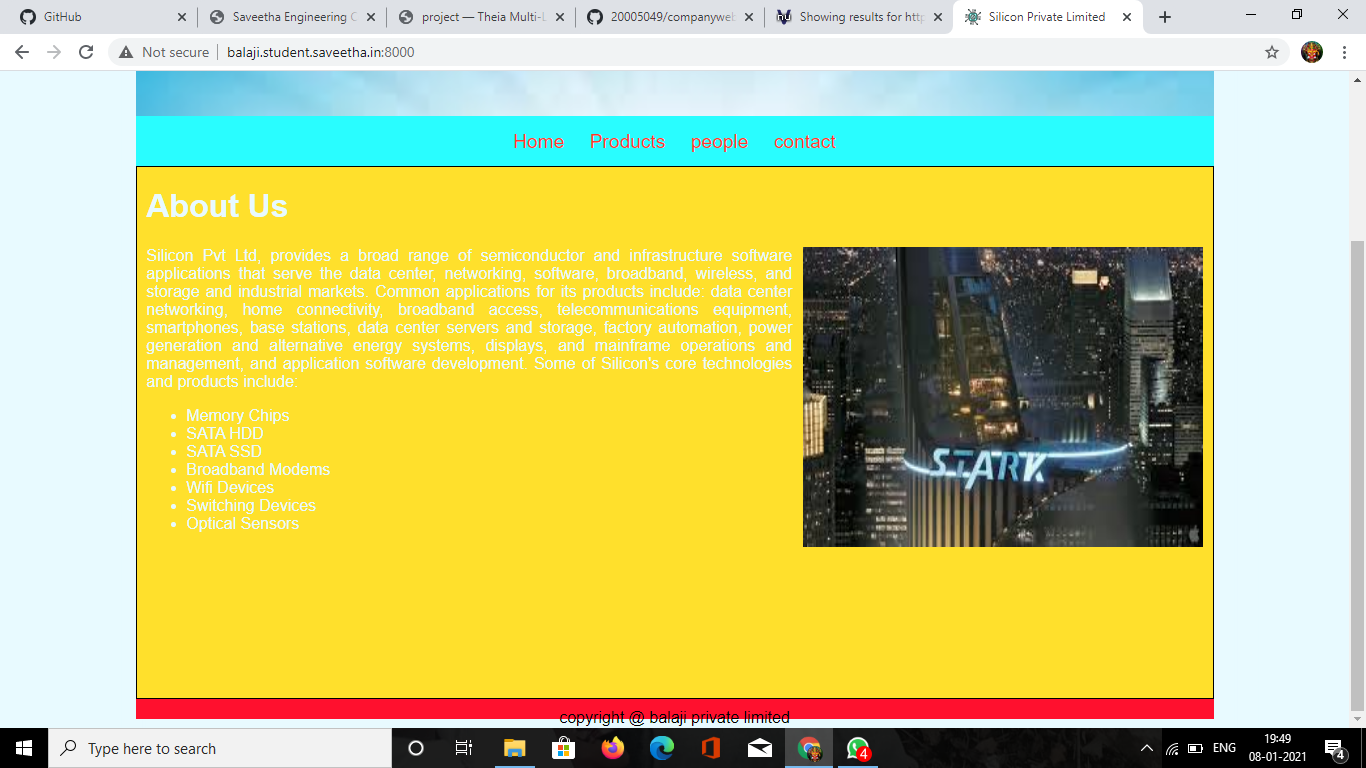 GitHub
Saveetha Engineering C
project — Theia Multi-L
20005049/companyweb
Showing results for http
Silicon Private Limited
Not secure
balaji.student.saveetha.in:8000
Home Products people contact
About Us
Silicon Pvt Ltd, provides a broad range of semiconductor and infrastructure software
applications that serve the data center, networking, software, broadband, wireless, and
storage and industrial markets. Common applications for its products include: data center
networking, home connectivity, broadband access, telecommunications equipment,
smartphones, base stations, data center servers and storage, factory automation, power
generation and alternative energy systems, displays, and mainframe operations and
management, and application software development. Some of Silicon's core technologies
and products include:
Memory Chips
SATA HDD
SATA SSD
Broadband Modems
Wifi Devices
Switching Devices
Optical Sensors
STARK
copyright @ balaji private limited
Type here to search
4
ENG
19:49
08-01-2021
4